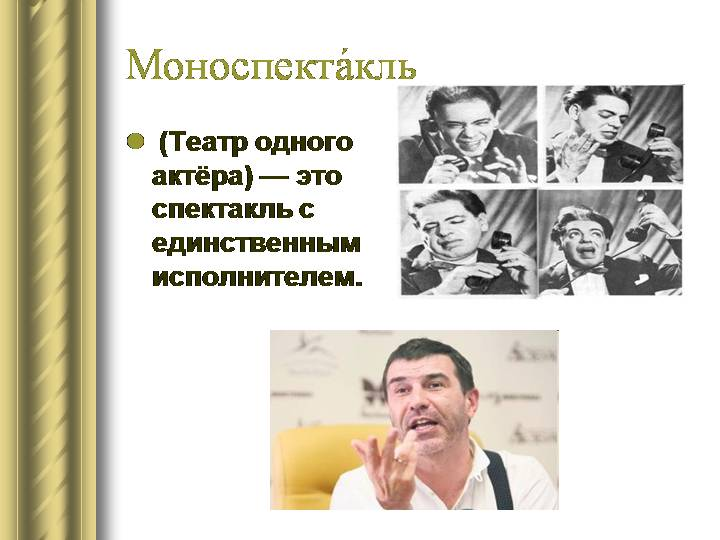 Моноспекта́кль
(Театр одного
актёра) — это
спектакль с
единственным
исполнителем.